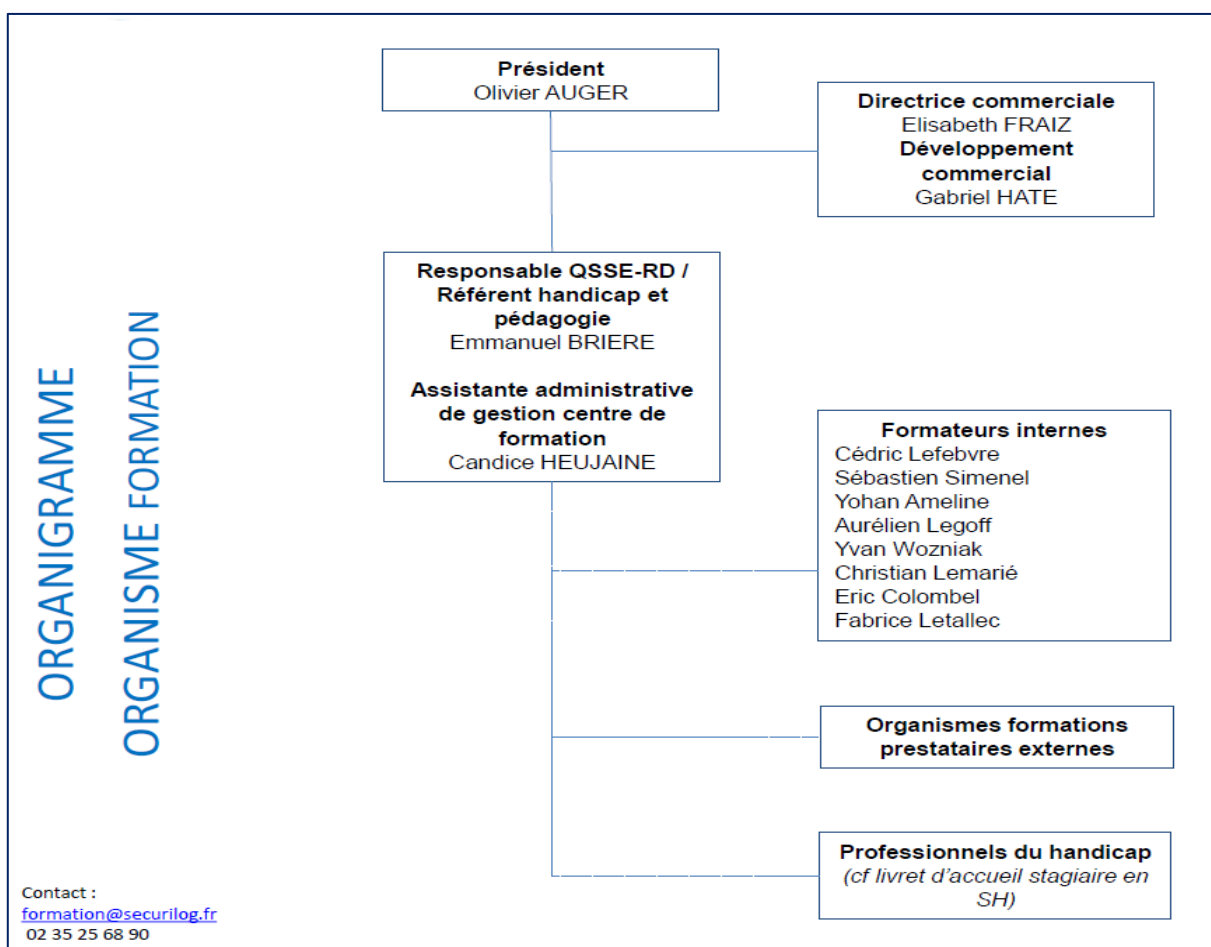 ORGANIGRAMME
ORGANISME FORMATION
Président
Olivier AUGER
Directrice commerciale
Elisabeth FRAIZ
Développement
commercial
Gabriel HATE
Responsable QSSE-RD /
Référent handicap et
pédagogie
Emmanuel BRIERE
Assistante administrative
de gestion centre de
formation
Candice HEUJAINE
Formateurs internes
Cédric Lefebvre
Sébastien Simenel
Yohan Ameline
Aurélien Legoff
Yvan Wozniak
Christian Lemarié
Eric Colombel
Fabrice Letallec
Organismes formations
prestataires externes
Professionnels du handicap
(cf livret d’accueil stagiaire en
SH)
Contact :
formation@securilog.fr
02 35 25 68 90